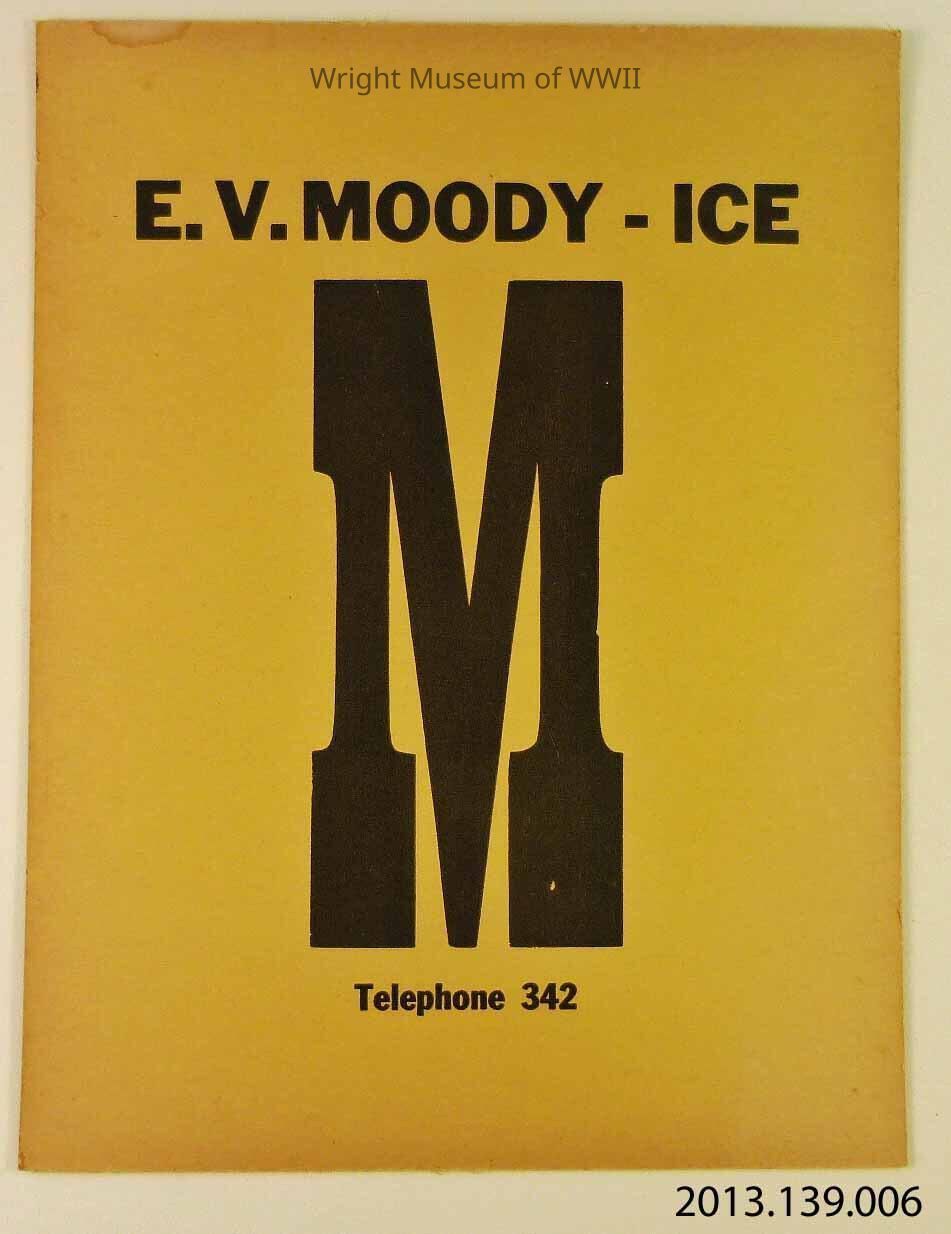 Wright Museum of WWII
E. V. MOODY - ICE
M
Telephone 342
2013.139.006